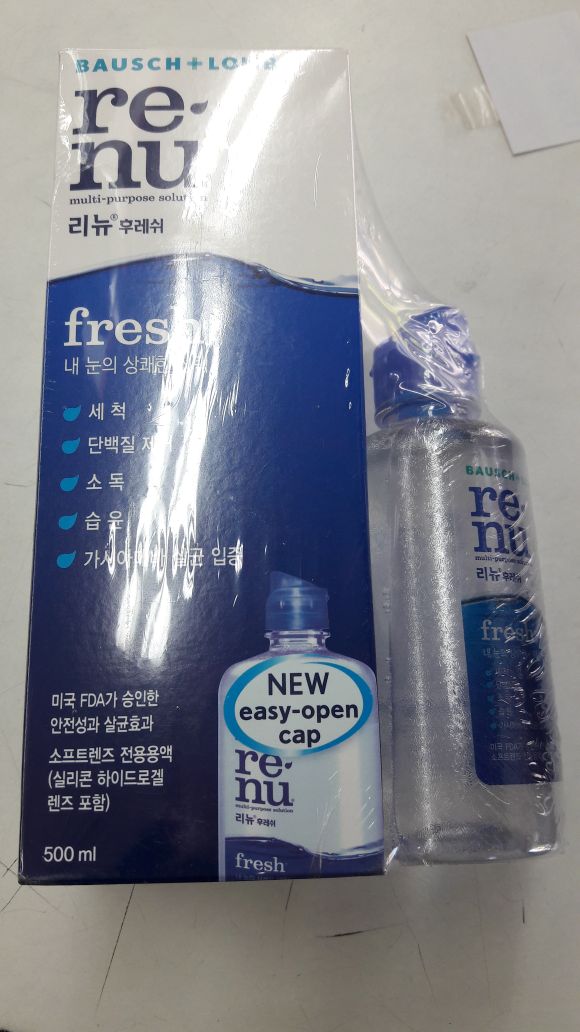 BAUSCH+LOMB
re
nu
multi-purpose solution
리뉴® 후레쉬
fresh
내 눈의 상쾌한
세 척
단백질
소 독
습 윤
살균 입증
NEW
easy-open
cap
미국 FDA가 승인한
안전성과 살균효과
소프트렌즈 전용용액
(실리콘 하이드로겔
렌즈 포함)
500 ml
re
nu
multi-purpose solution
리뉴 후레쉬
fresh
BAUSCH+
re
nu
multi-purpose
리뉴 후레쉬
fresh